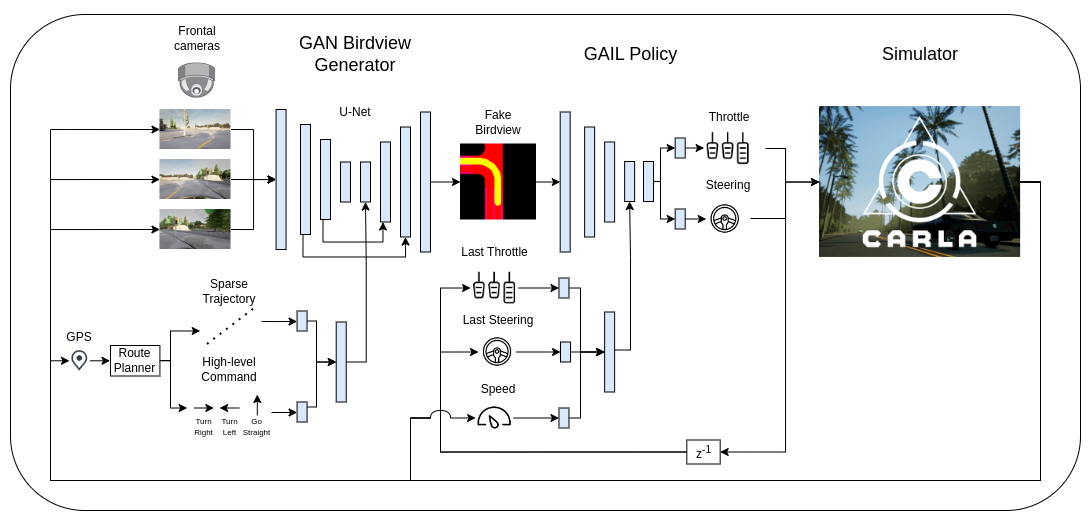 Frontal
cameras
GAN Birdview
Generator
GAIL Policy
Simulator
U-Net
Fake
Birdview
Throttle
Steering
CARLA
Last Throttle
Sparse
Trajectory
Last Steering
GPS
Route
Planner
High-level
Command
Speed
Turn
Right
Turn
Left
Go
Straight
z-1